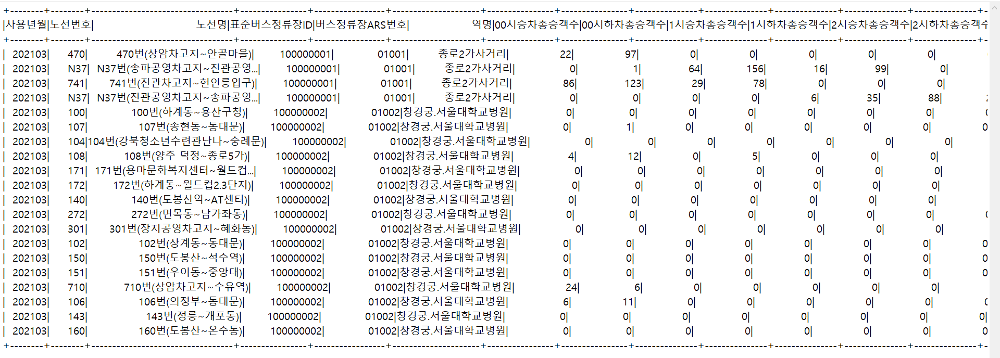 +--------+--------+----------------------------+--------------+----------------+------------------+--------------+--------------+-------------+-------------+-------------+-------------+-
|사용년월|노선번호|                      노선명|표준버스정류장ID|버스정류장ARS번호|              역명|00시승차총승객수|00시하차총승객수|1시승차총승객수|1시하차총승객수|2시승차총승객수|2시하차총승객수
+--------+--------+----------------------------+--------------+----------------+------------------+--------------+--------------+-------------+-------------+-------------+-------------+-
| 202103| 470| 470번(상암차고지~안골마을)| 100000001| 01001| 종로2가사거리| 22| 97| 0| 0| 0| 0|
| 202103| N37| N37번(송파공영차고지~진관공영...| 100000001| 01001| 종로2가사거리| 0| 1| 64| 156| 16| 99| 0|
| 202103| 741| 741번(진관차고지~헌인릉입구)| 100000001| 01001| 종로2가사거리| 86| 123| 29| 78| 0| 0| 0|
| 202103| N37| N37번(진관공영차고지~송파공영...| 100000001| 01001| 종로2가사거리| 0| 0| 0| 0| 6| 35| 88|
| 202103| 100| 100번(하계동~용산구청)| 100000002| 01002|창경궁.서울대학교병원| 0| 0| 0| 0| 0| 0| 0|
| 202103| 107| 107번(송현동~동대문)| 100000002| 01002|창경궁.서울대학교병원| 0| 1| 0| 0| 0| 0| 0|
| 202103| 104|104번(강북청소년수련관난나~숭례문)| 100000002| 01002|창경궁.서울대학교병원| 0| 0| 0| 0| 0| 0| 0|
| 202103| 108| 108번(양주 덕정~종로5가)| 100000002| 01002|창경궁.서울대학교병원| 4| 12| 0| 5| 0| 0| 0|
| 202103| 171| 171번(용마문화복지센터~월드컵...| 100000002| 01002|창경궁.서울대학교병원| 0| 0| 0| 0| 0| 0| 0|
| 202103| 172| 172번(하계동~월드컵2.3단지)| 100000002| 01002|창경궁.서울대학교병원| 0| 0| 0| 0| 0| 0| 0|
| 202103| 140| 140번(도봉산역~AT센터)| 100000002| 01002|창경궁.서울대학교병원| 0| 0| 0| 0| 0| 0| 0|
| 202103| 272| 272번(면목동~남가좌동)| 100000002| 01002|창경궁.서울대학교병원| 0| 0| 0| 0| 0| 0| 0|
| 202103| 301| 301번(장지공영차고지~혜화동)| 100000002| 01002|창경궁.서울대학교병원| 0| 0| 0| 0| 0| 0| 0|
| 202103| 102| 102번(상계동~동대문)| 100000002| 01002|창경궁.서울대학교병원| 0| 0| 0| 0| 0| 0| 0|
| 202103| 150| 150번(도봉산~석수역)| 100000002| 01002|창경궁.서울대학교병원| 0| 0| 0| 0| 0| 0| 0|
| 202103| 151| 151번(우이동~중앙대)| 100000002| 01002|창경궁.서울대학교병원| 0| 0| 0| 0| 0| 0| 0|
| 202103| 710| 710번(상암차고지~수유역)| 100000002| 01002|창경궁.서울대학교병원| 24| 6| 0| 0| 0| 0| 0|
| 202103| 106| 106번(의정부~동대문)| 100000002| 01002|창경궁.서울대학교병원| 6| 11| 0| 0| 0| 0| 0|
| 202103| 143| 143번(정릉~개포동)| 100000002| 01002|창경궁.서울대학교병원| 0| 0| 0| 0| 0| 0| 0|
| 202103| 160| 160번(도봉산~온수동)| 100000002| 01002|창경궁.서울대학교병원| 0| 0| 0| 0| 0| 0| 0|
+--------+--------+----------------------------+--------------+----------------+------------------+--------------+--------------+-------------+-------------+-------------+-------------+-